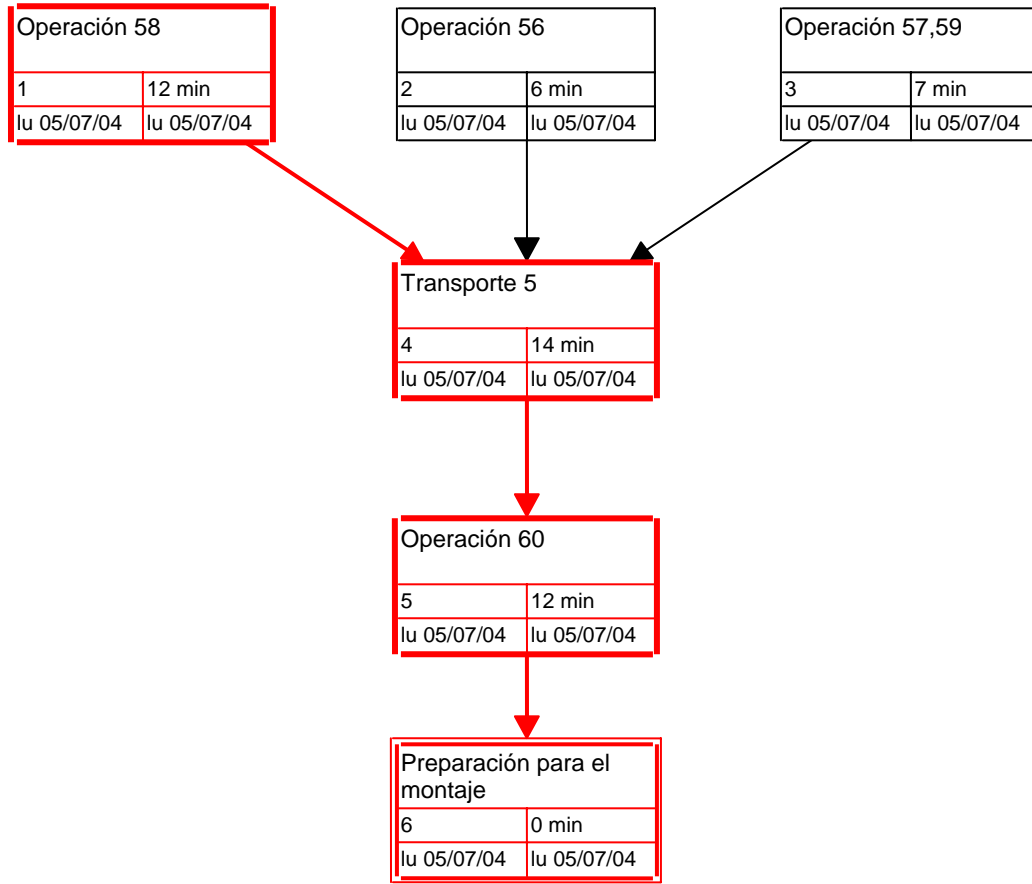 Operación 58
1 12 min
lu 05/07/04 lu 05/07/04
Operación 56
2 6 min
lu 05/07/04 lu 05/07/04
Operación 57,59
3 7 min
lu 05/07/04 lu 05/07/04
Transporte 5
4 14 min
lu 05/07/04 lu 05/07/04
Operación 60
5 12 min
lu 05/07/04 lu 05/07/04
Preparación para el
montaje
6 0 min
lu 05/07/04 lu 05/07/04